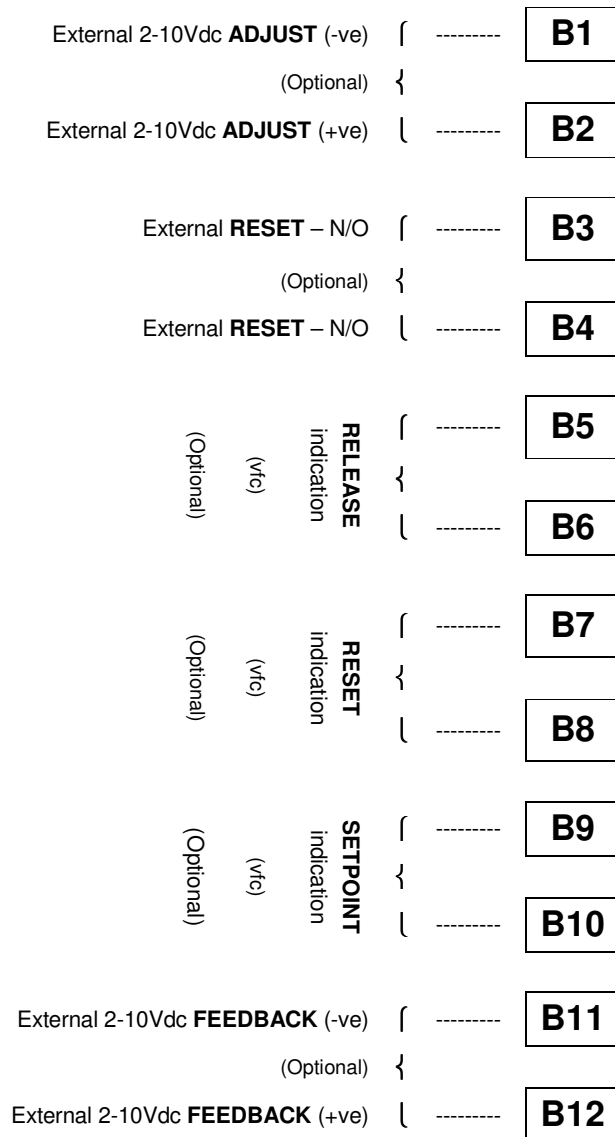 External 2-10Vdc ADJUST (-ve) --------- B1
(Optional)
External 2-10Vdc ADJUST (+ve) --------- B2
External RESET – N/O --------- B3
(Optional)
External RESET – N/O --------- B4
--------- B5
RELEASE
indication
(vfc)
(Optional)
--------- B6
--------- B7
RESET
indication
(vfc)
(Optional)
--------- B8
--------- B9
SETPOINT
indication
(vfc)
(Optional)
--------- B10
External 2-10Vdc FEEDBACK (-ve) --------- B11
(Optional)
External 2-10Vdc FEEDBACK (+ve) --------- B12